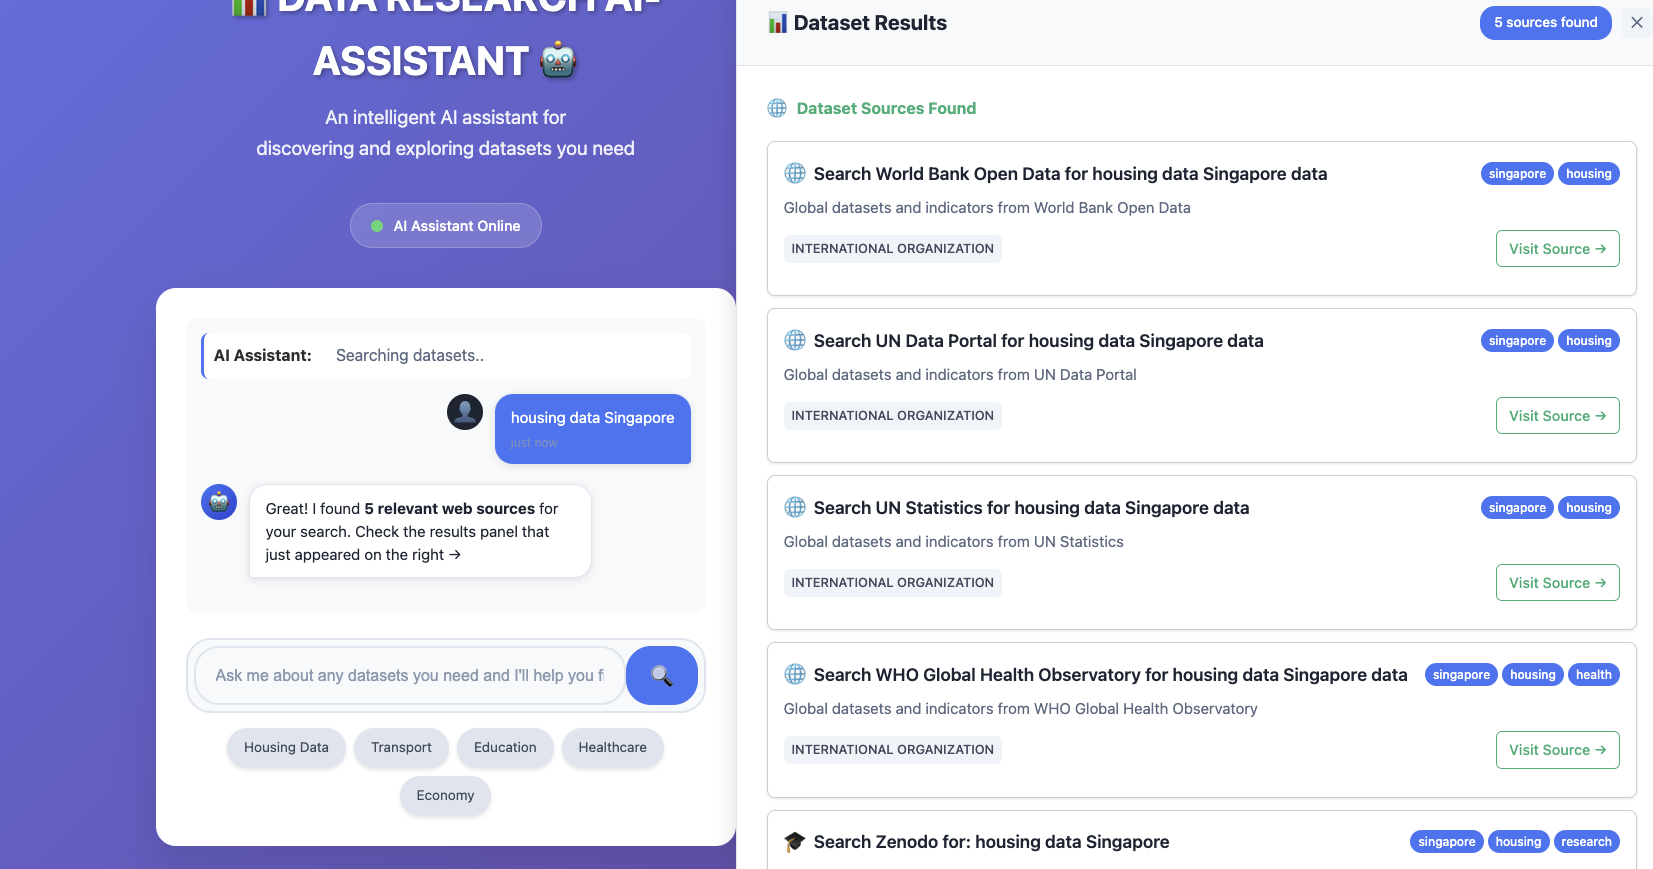 DATA RESEARCH AI-
ASSISTANT
An intelligent AI assistant for
discovering and exploring datasets you need
AI Assistant Online
AI Assistant: Searching datasets..
housing data Singapore
just now
Great! I found 5 relevant web sources for
your search. Check the results panel that
just appeared on the right →
Ask me about any datasets you need and I'll help you f
Housing Data
Transport
Education
Healthcare
Economy
Dataset Results
5 sources found
Dataset Sources Found
Search World Bank Open Data for housing data Singapore data
singapore
housing
Global datasets and indicators from World Bank Open Data
INTERNATIONAL ORGANIZATION
Visit Source →
Search UN Data Portal for housing data Singapore data
singapore
housing
Global datasets and indicators from UN Data Portal
INTERNATIONAL ORGANIZATION
Visit Source →
Search UN Statistics for housing data Singapore data
singapore
housing
Global datasets and indicators from UN Statistics
INTERNATIONAL ORGANIZATION
Visit Source →
Search WHO Global Health Observatory for housing data Singapore data
singapore
housing
health
Global datasets and indicators from WHO Global Health Observatory
INTERNATIONAL ORGANIZATION
Visit Source →
Search Zenodo for: housing data Singapore
singapore
housing
research